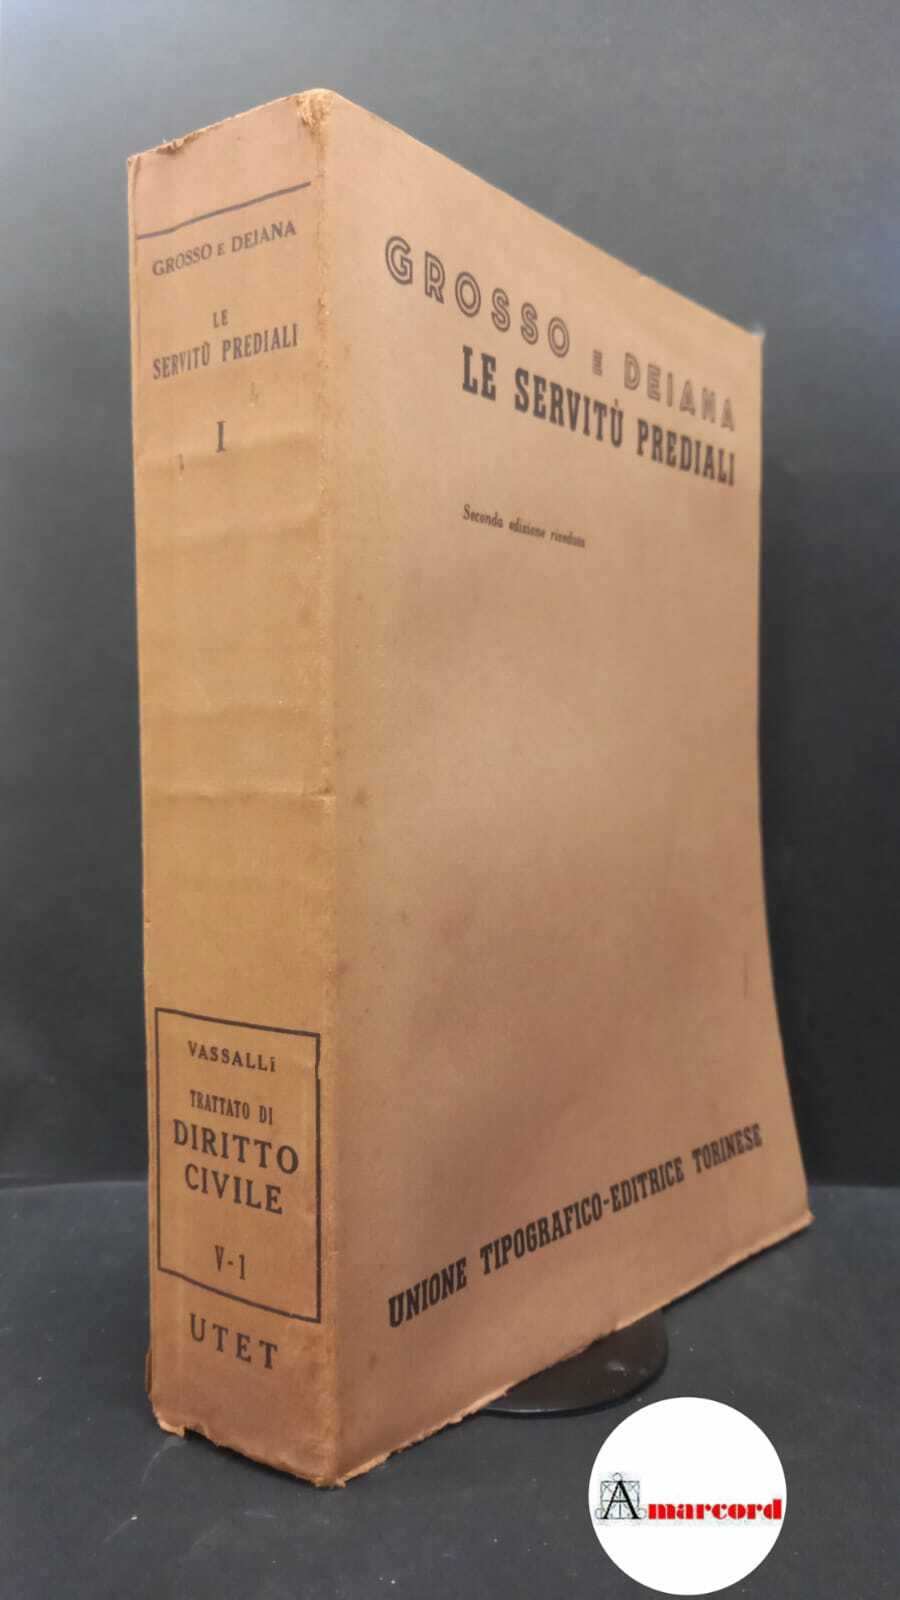 GROSSO E DEIANA
LE
SERVITÙ PREDIALI
I
VASSALLI
TRATTATO DI
DIRITTO
CIVILE
V-1
UTET
GROSSO E DEIANA
LE SERVITÙ PREDIALI
Seconda edizione riveduta
UNIONE TIPOGRAFICO-EDITRICE TORINESE
Amarcord